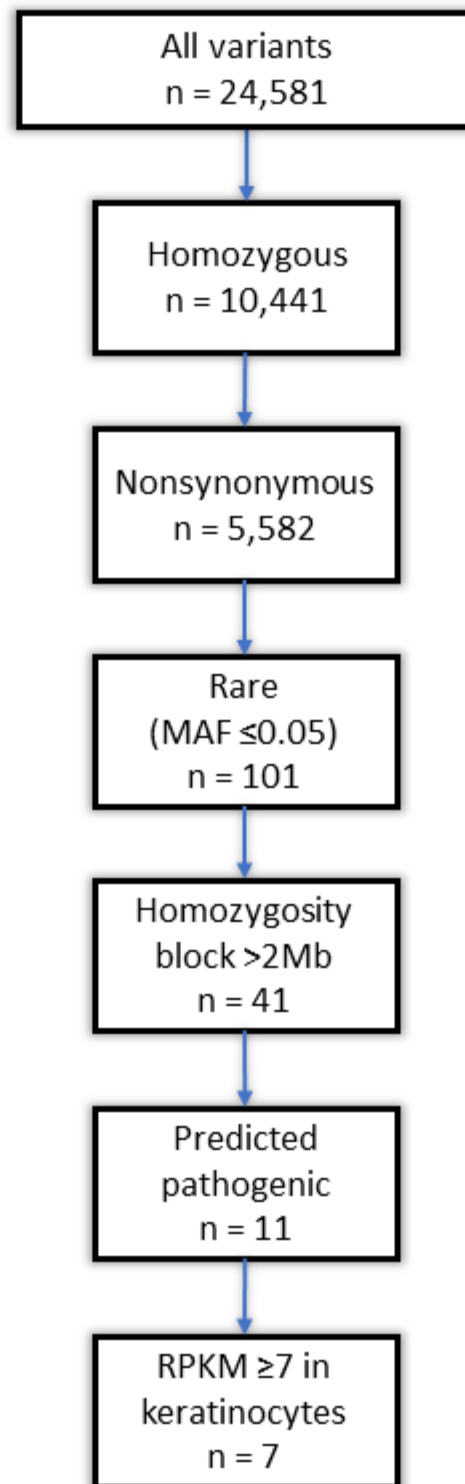 All variants
n = 24,581
Homozygous
n = 10,441
Nonsynonymous
n = 5,582
Rare
(MAF ≤0.05)
n = 101
Homozygosity
block >2Mb
n = 41
Predicted
pathogenic
n = 11
RPKM ≥7 in
keratinocytes
n = 7